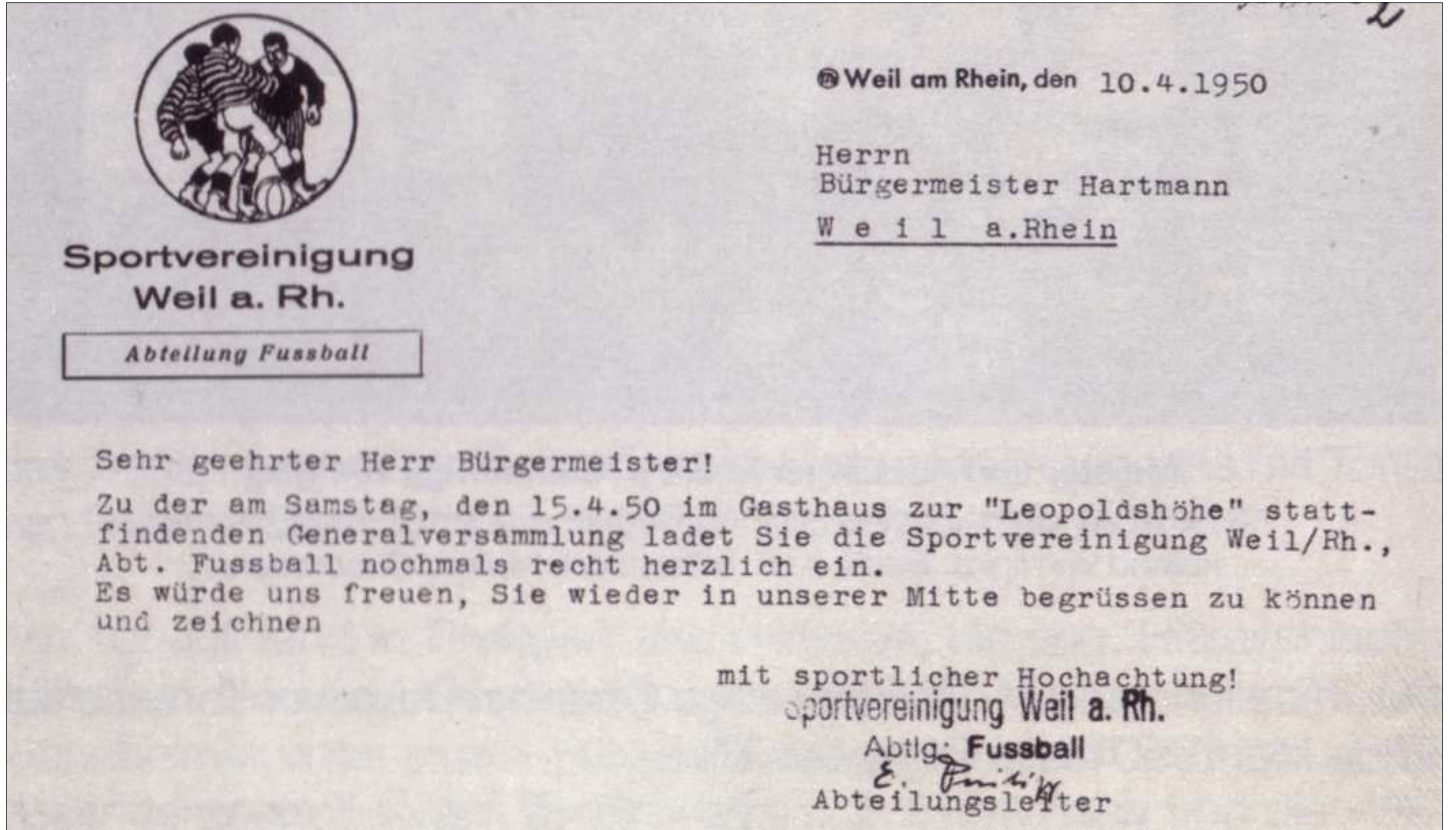 Weil am Rhein, den 10.4.1950
Herrn
Bürgermeister Hartmann
W e i l a.Rhein
Sportvereinigung
Weil a. Rh.
Abteilung Fussball
Sehr geehrter Herr Bürgermeister!
Zu der am Samstag, den 15.4.50 im Gasthaus zur "Leopoldshöhe" statt-
findenden Generalversammlung ladet Sie die Sportvereinigung Weil/Rh.,
Abt. Fussball nochmals recht herzlich ein.
Es würde uns freuen, Sie wieder in unserer Mitte begrüssen zu können
und zeichnen
mit sportlicher Hochachtung!
Sportvereinigung Weil a. Rh.
Abtlg: Fussball
E.
Abteilungsleiter